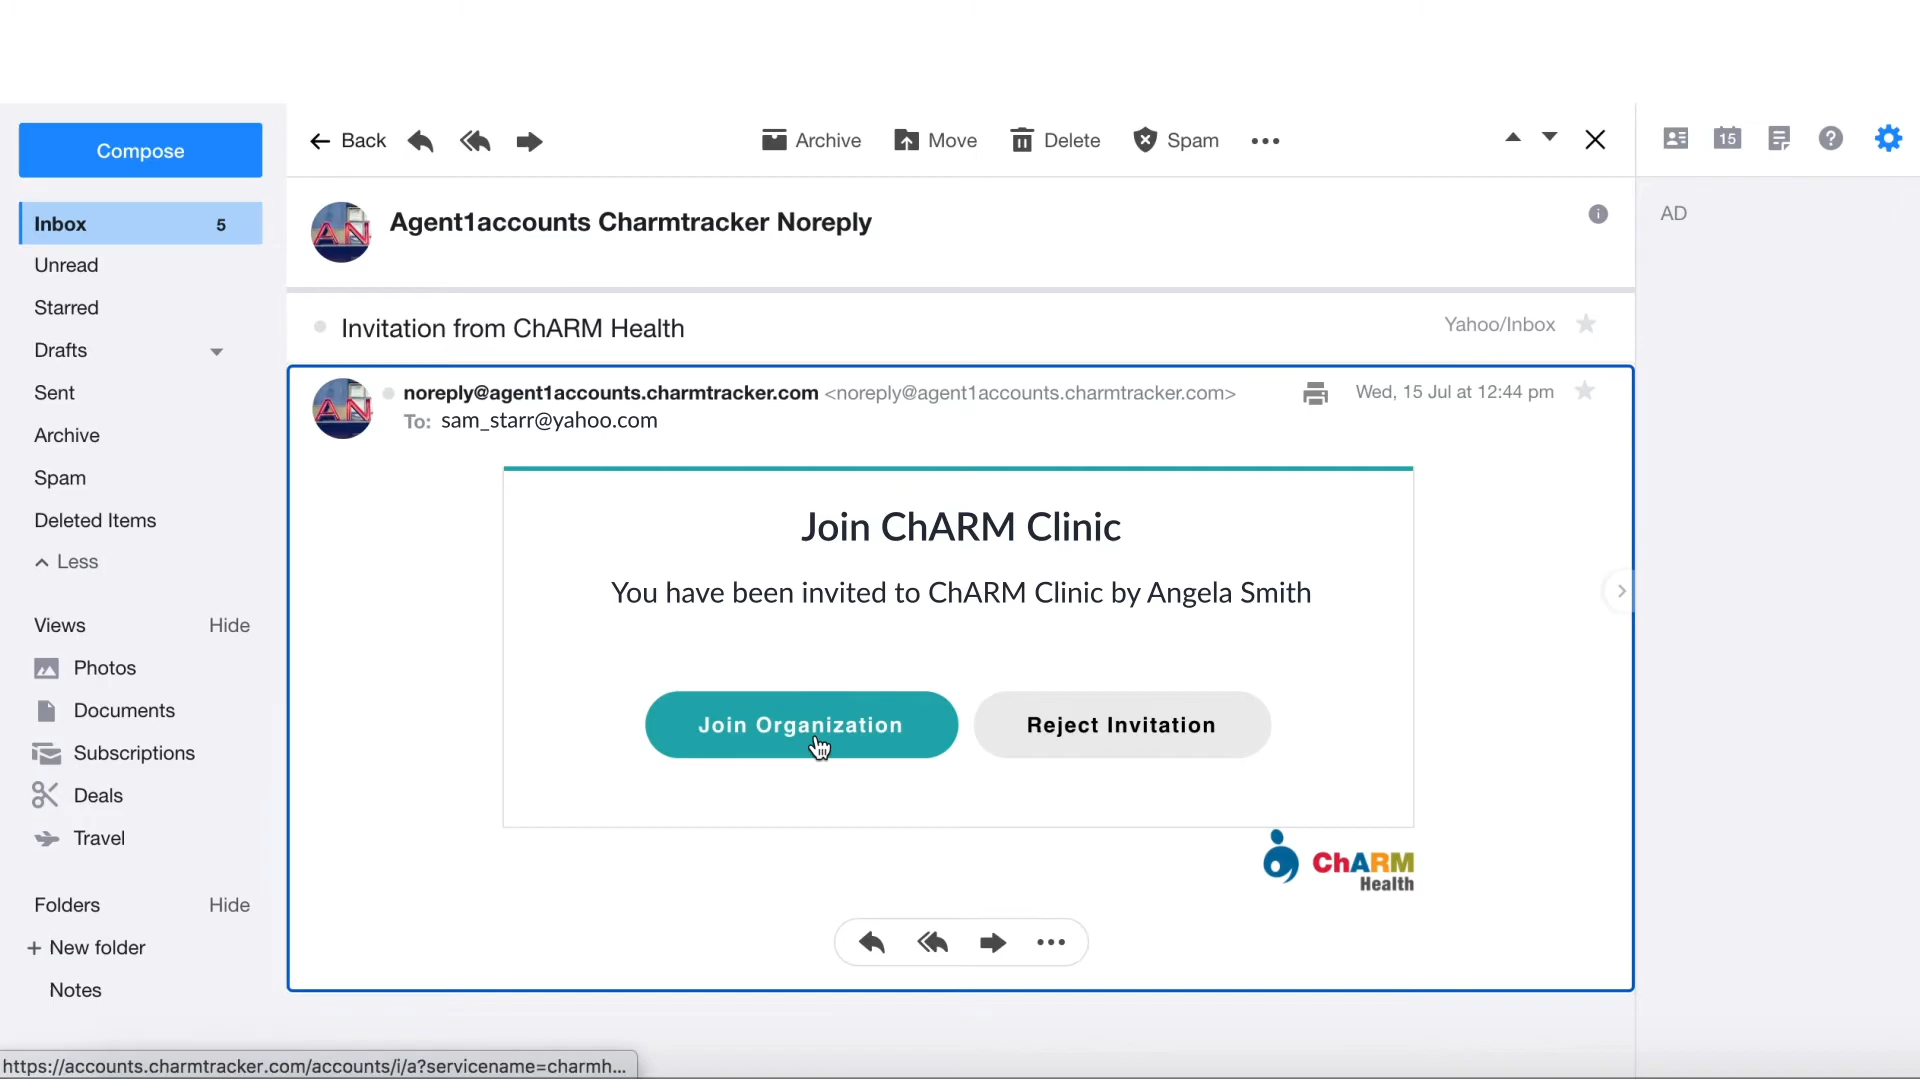 Compose
Back
Archive
Move
Delete
Spam
15
Inbox 5
Unread
Starred
Drafts
Sent
Archive
Spam
Deleted Items
Less
Views Hide
Photos
Documents
Subscriptions
Deals
Travel
Folders Hide
+ New folder
Notes
AN
Agent1accounts Charmtracker Noreply
AD
Invitation from ChARM Health
Yahoo/Inbox
AN
noreply@agent1accounts.charmtracker.com <noreply@agent1accounts.charmtracker.com>
Wed, 15 Jul at 12:44 pm
To: sam_starr@yahoo.com
Join ChARM Clinic
You have been invited to ChARM Clinic by Angela Smith
Join Organization
Reject Invitation
ChARM
Health
https://accounts.charmtracker.com/accounts/i/a?servicename=charmh...